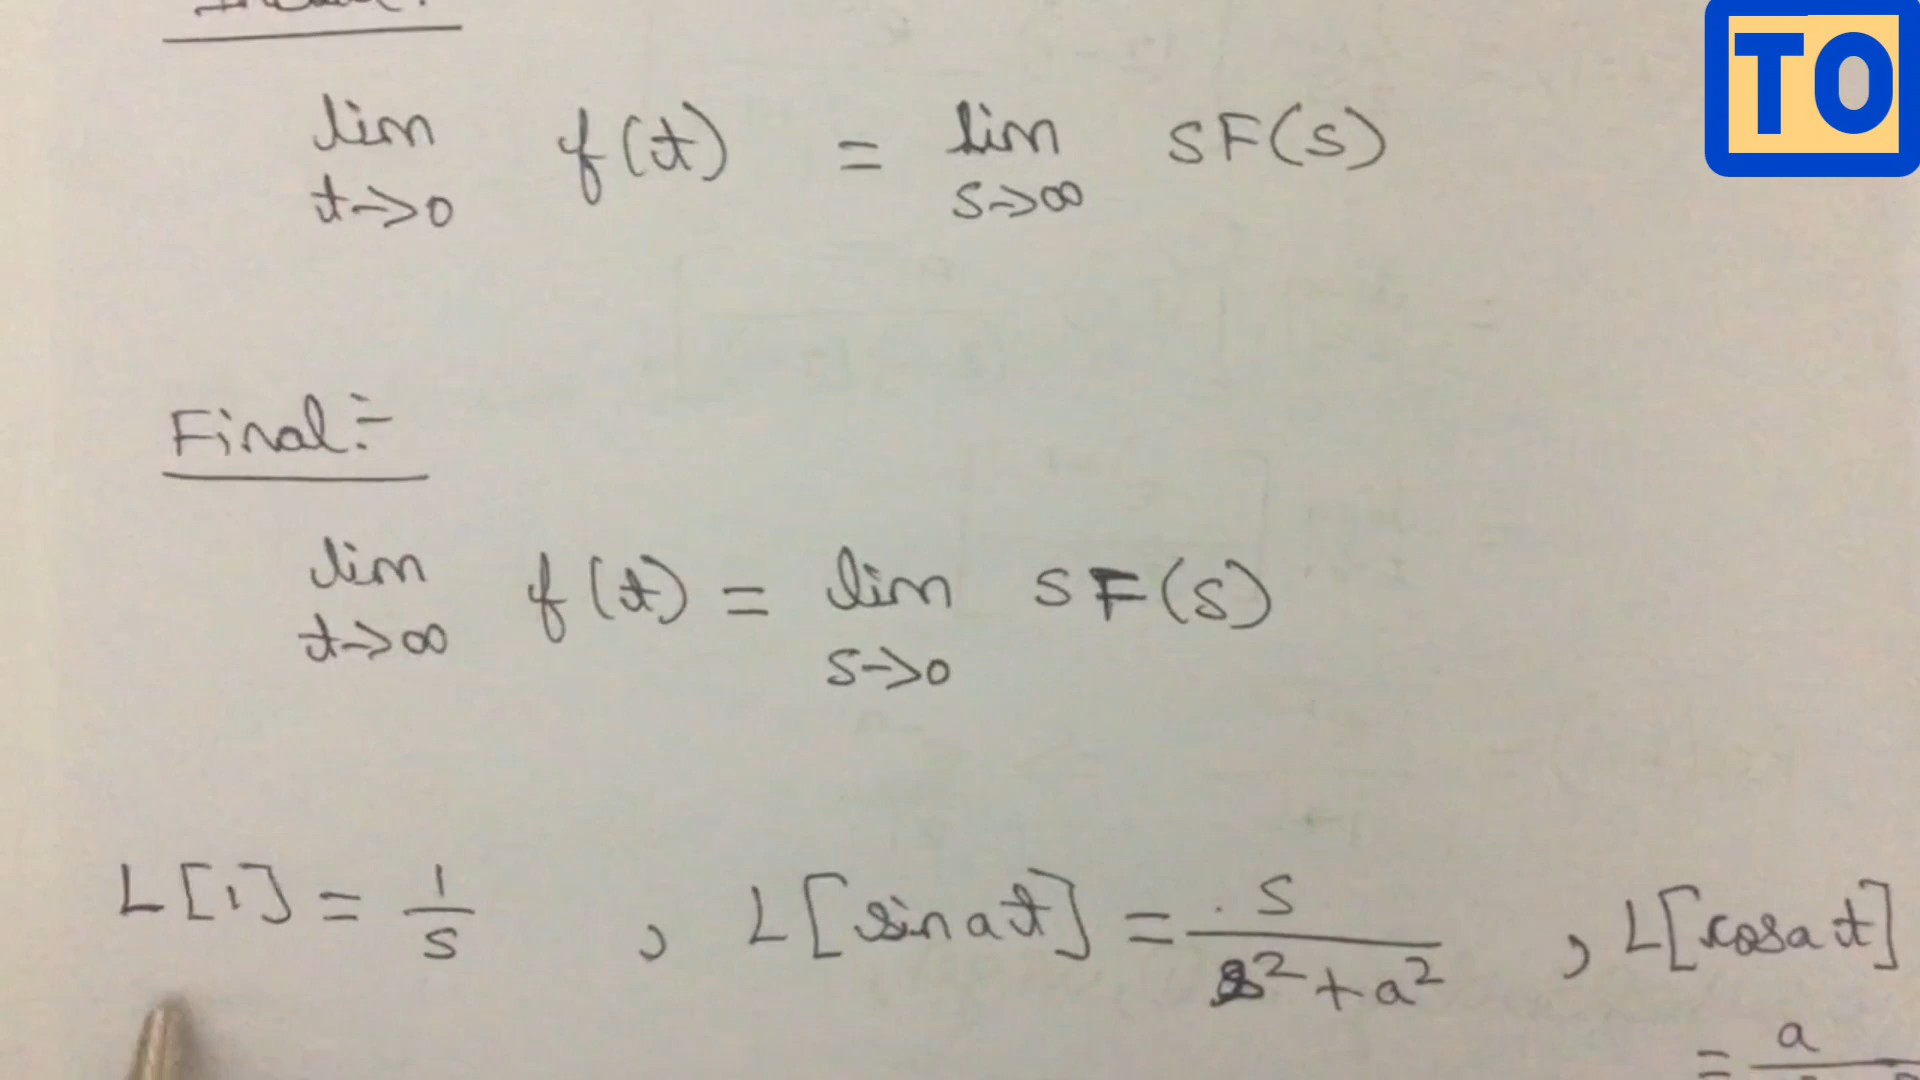 TO
lim f(t) = lim sF(s)
t->0 s->∞
Final:-
lim f(t) = lim sF(s)
t->∞ s->0
L[1] = 1/s , L[sin at] = s/(s²+a²) , L[cos at]
= a